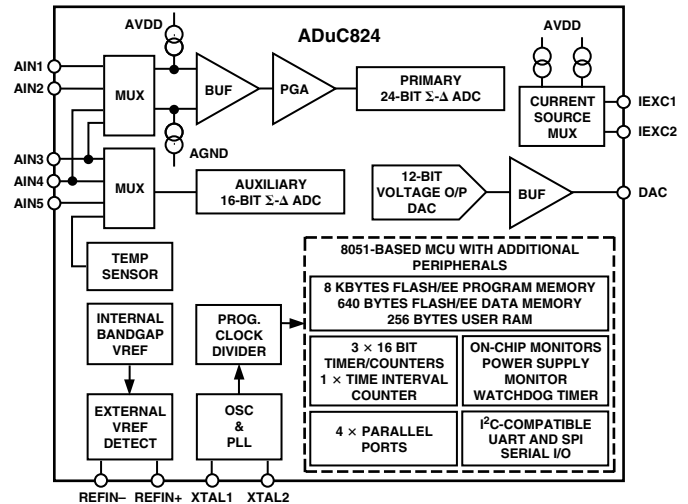 ADuC824
AVDD
AVDD
AIN1
AIN2
AIN3
AIN4
AIN5
MUX
BUF
PGA
PRIMARY
24-BIT Σ-Δ ADC
AGND
CURRENT
SOURCE
MUX
IEXC1
IEXC2
MUX
AUXILIARY
16-BIT Σ-Δ ADC
12-BIT
VOLTAGE O/P
DAC
BUF
DAC
TEMP
SENSOR
8051-BASED MCU WITH ADDITIONAL
PERIPHERALS
8 KBYTES FLASH/EE PROGRAM MEMORY
640 BYTES FLASH/EE DATA MEMORY
256 BYTES USER RAM
INTERNAL
BANDGAP
VREF
PROG.
CLOCK
DIVIDER
3 × 16 BIT
TIMER/COUNTERS
1 × TIME INTERVAL
COUNTER
ON-CHIP MONITORS
POWER SUPPLY
MONITOR
WATCHDOG TIMER
EXTERNAL
VREF
DETECT
OSC
&
PLL
4 × PARALLEL
PORTS
I²C-COMPATIBLE
UART AND SPI
SERIAL I/O
REFIN–
REFIN+
XTAL1
XTAL2